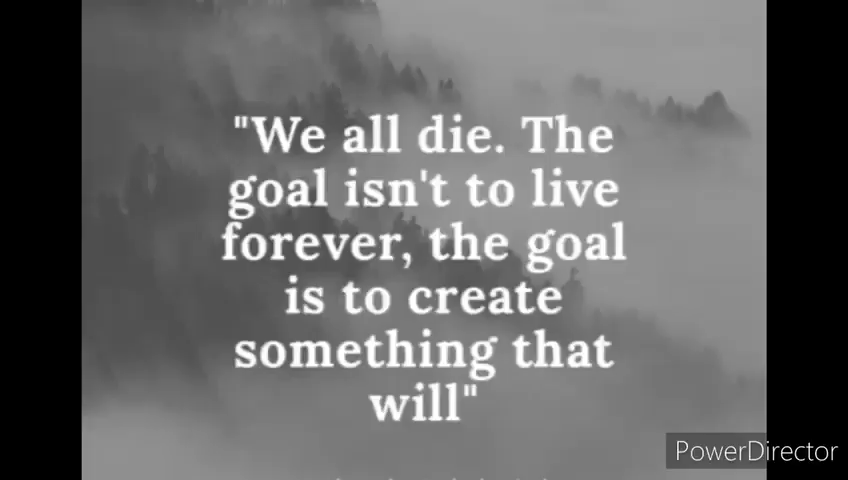 "We all die. The
goal isn't to live
forever, the goal
is to create
something that
will"
PowerDirector